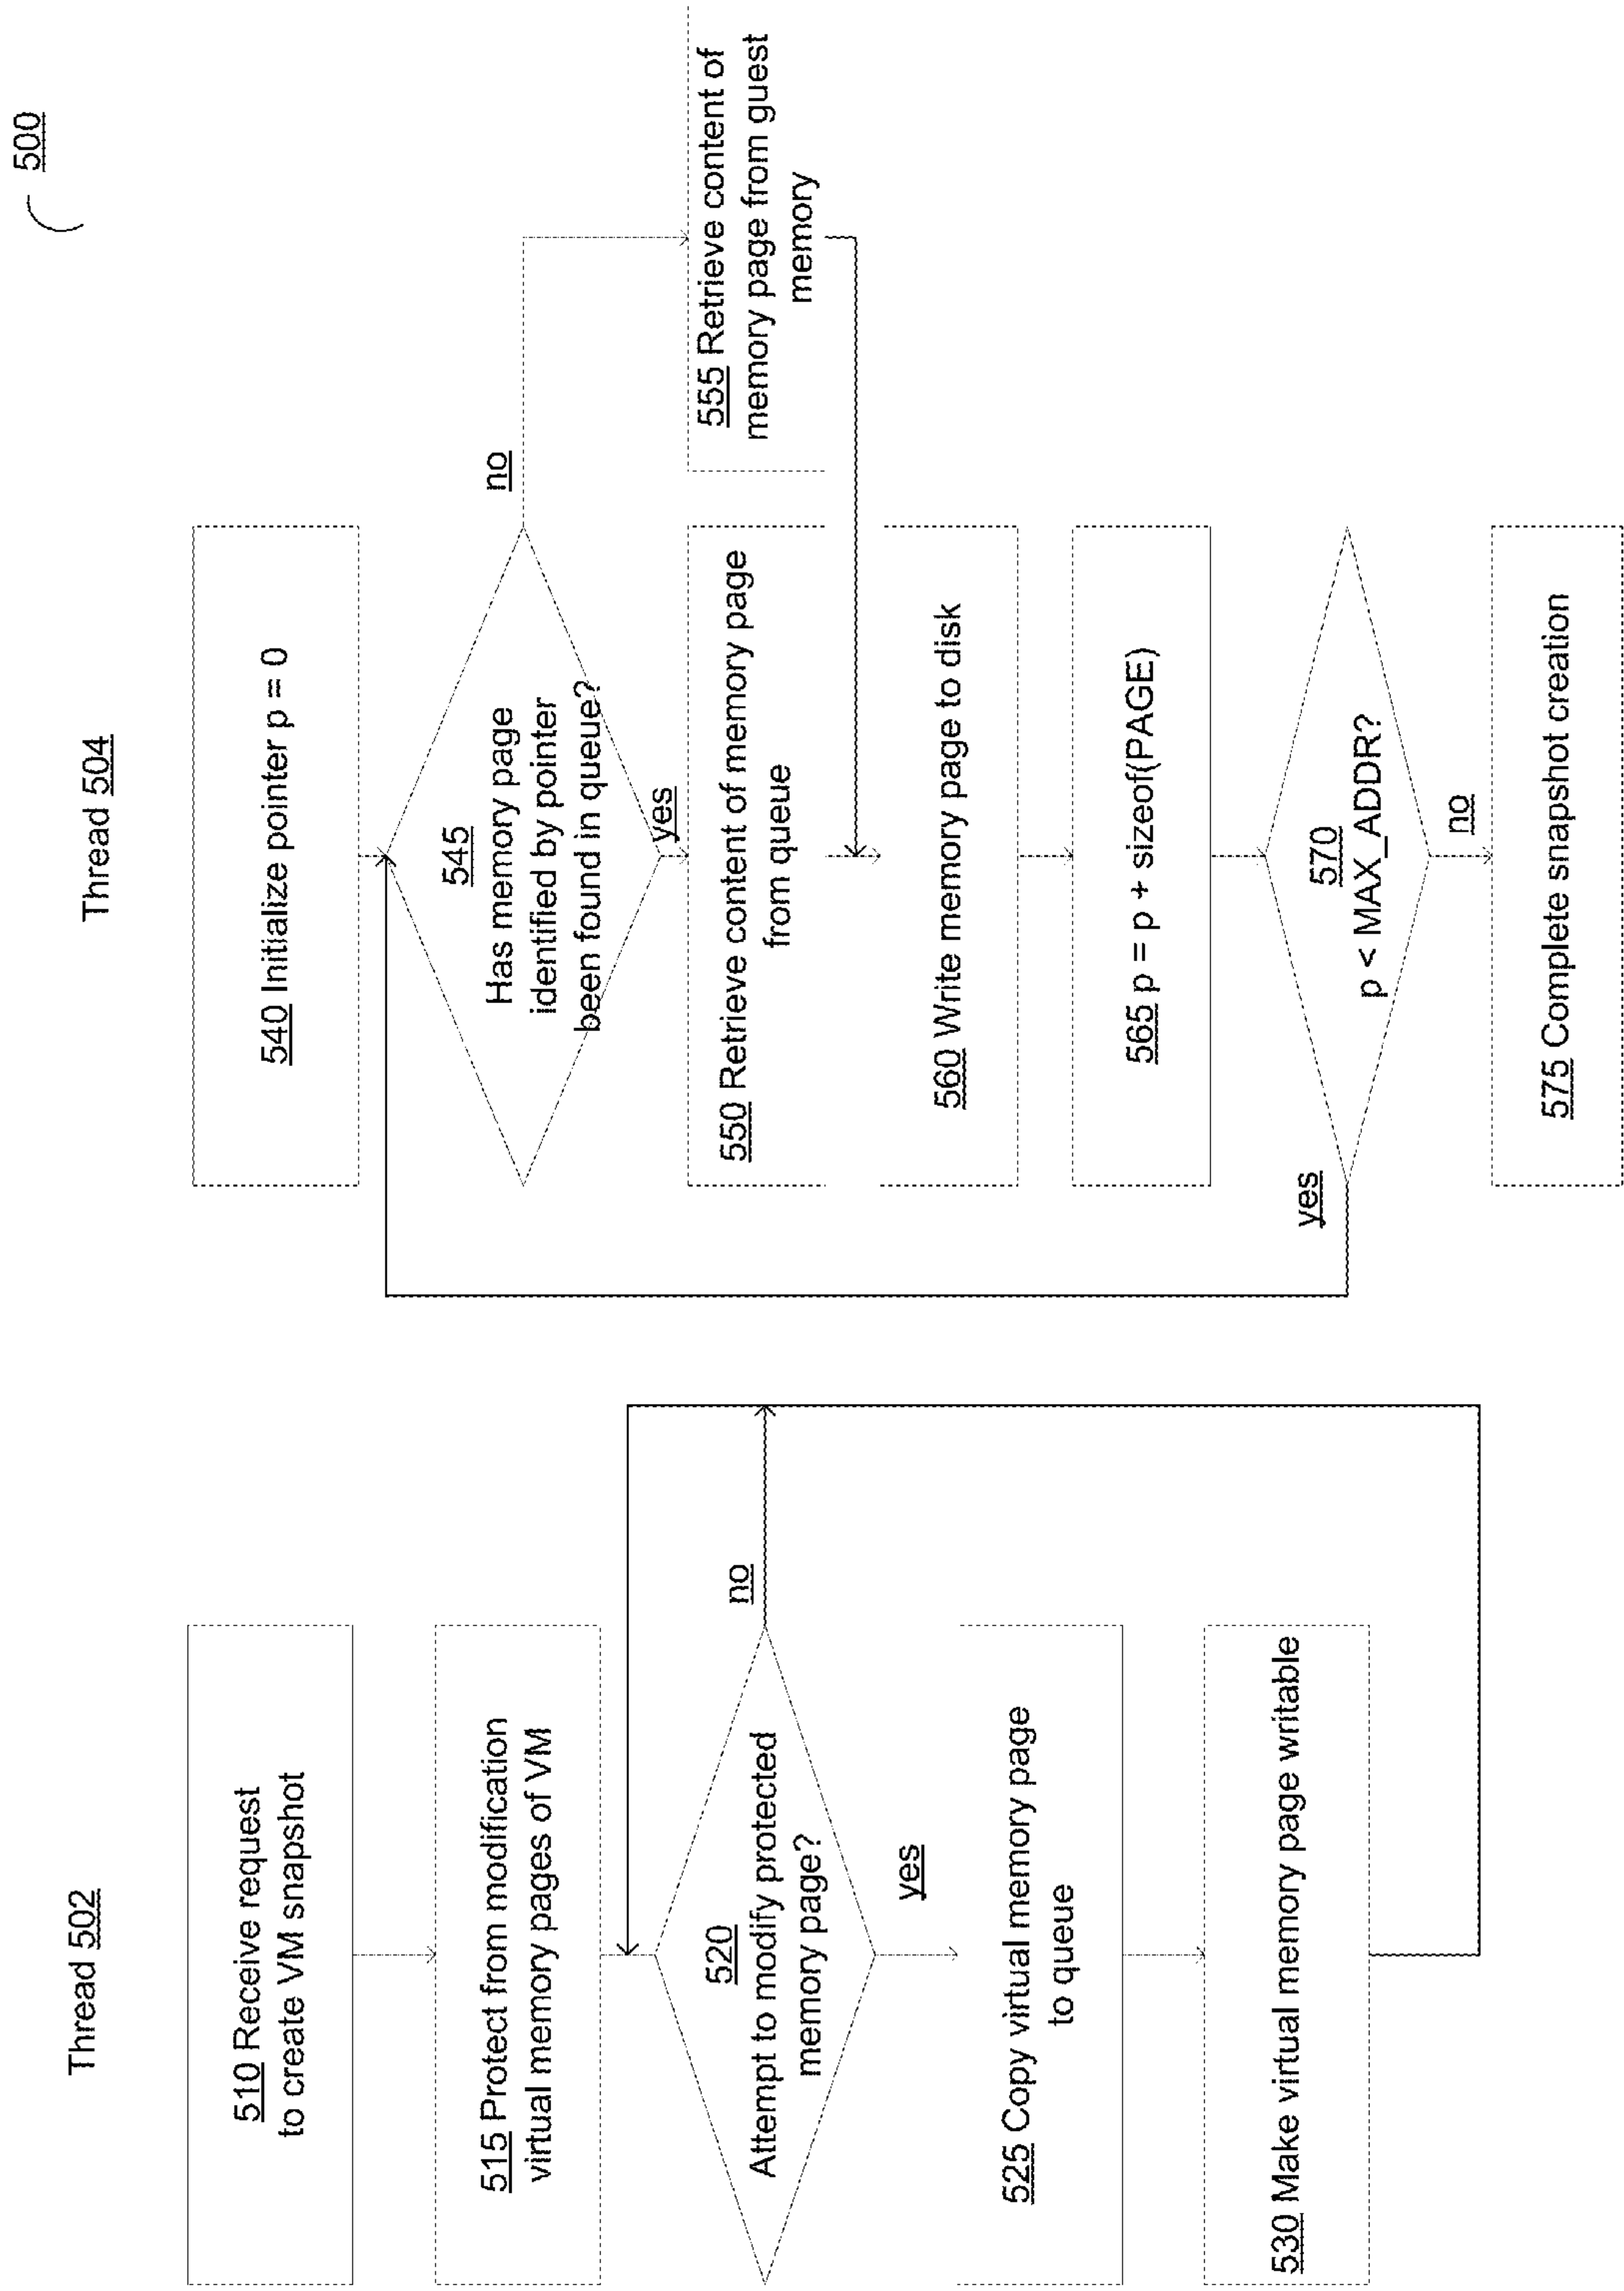 500
Thread 502
510 Receive request
to create VM snapshot
515 Protect from modification
virtual memory pages of VM
520
Attempt to modify protected
memory page?
no
yes
525 Copy virtual memory page
to queue
530 Make virtual memory page writable
Thread 504
540 Initialize pointer p = 0
545
Has memory page
identified by pointer
been found in queue?
no
yes
550 Retrieve content of memory page
from queue
555 Retrieve content of
memory page from guest
memory
560 Write memory page to disk
565 p = p + sizeof(PAGE)
570
p < MAX_ADDR?
yes
no
575 Complete snapshot creation